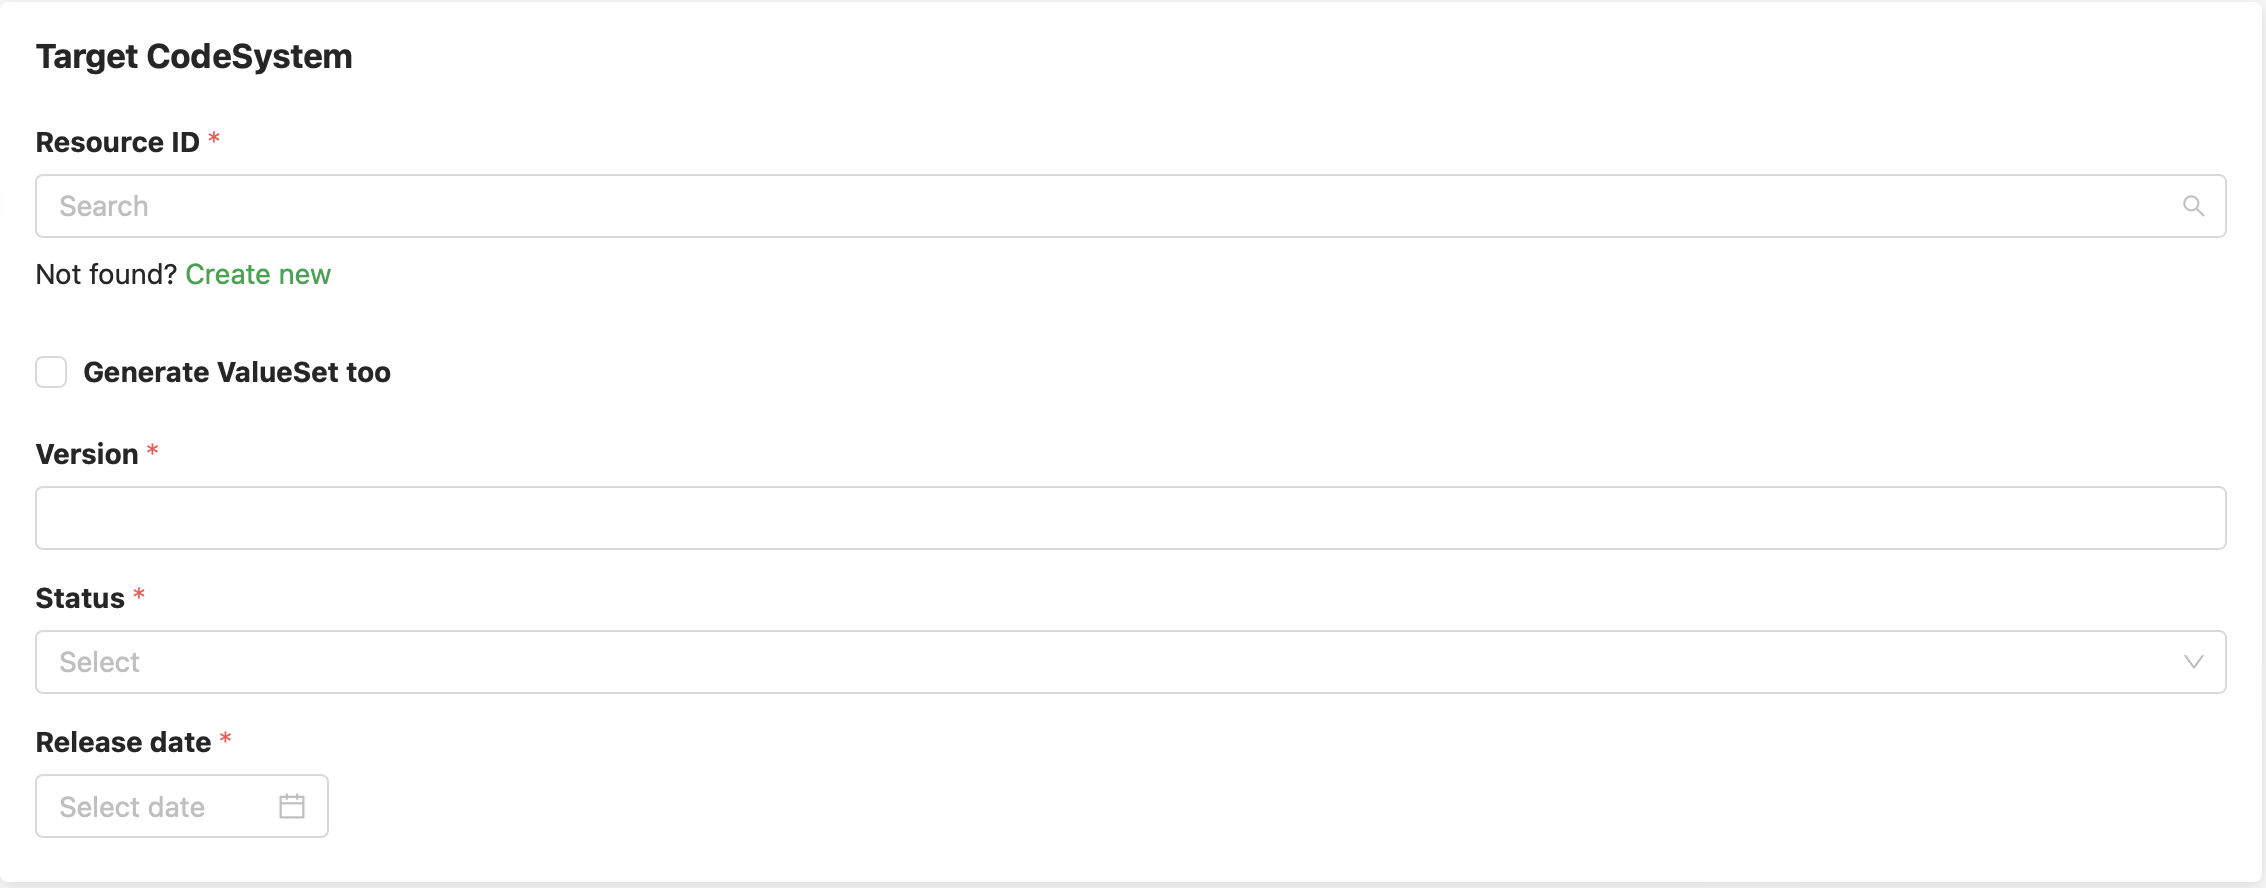 Target CodeSystem
Resource ID *
Search
Not found? Create new
Generate ValueSet too
Version *
Status *
Select
Release date *
Select date